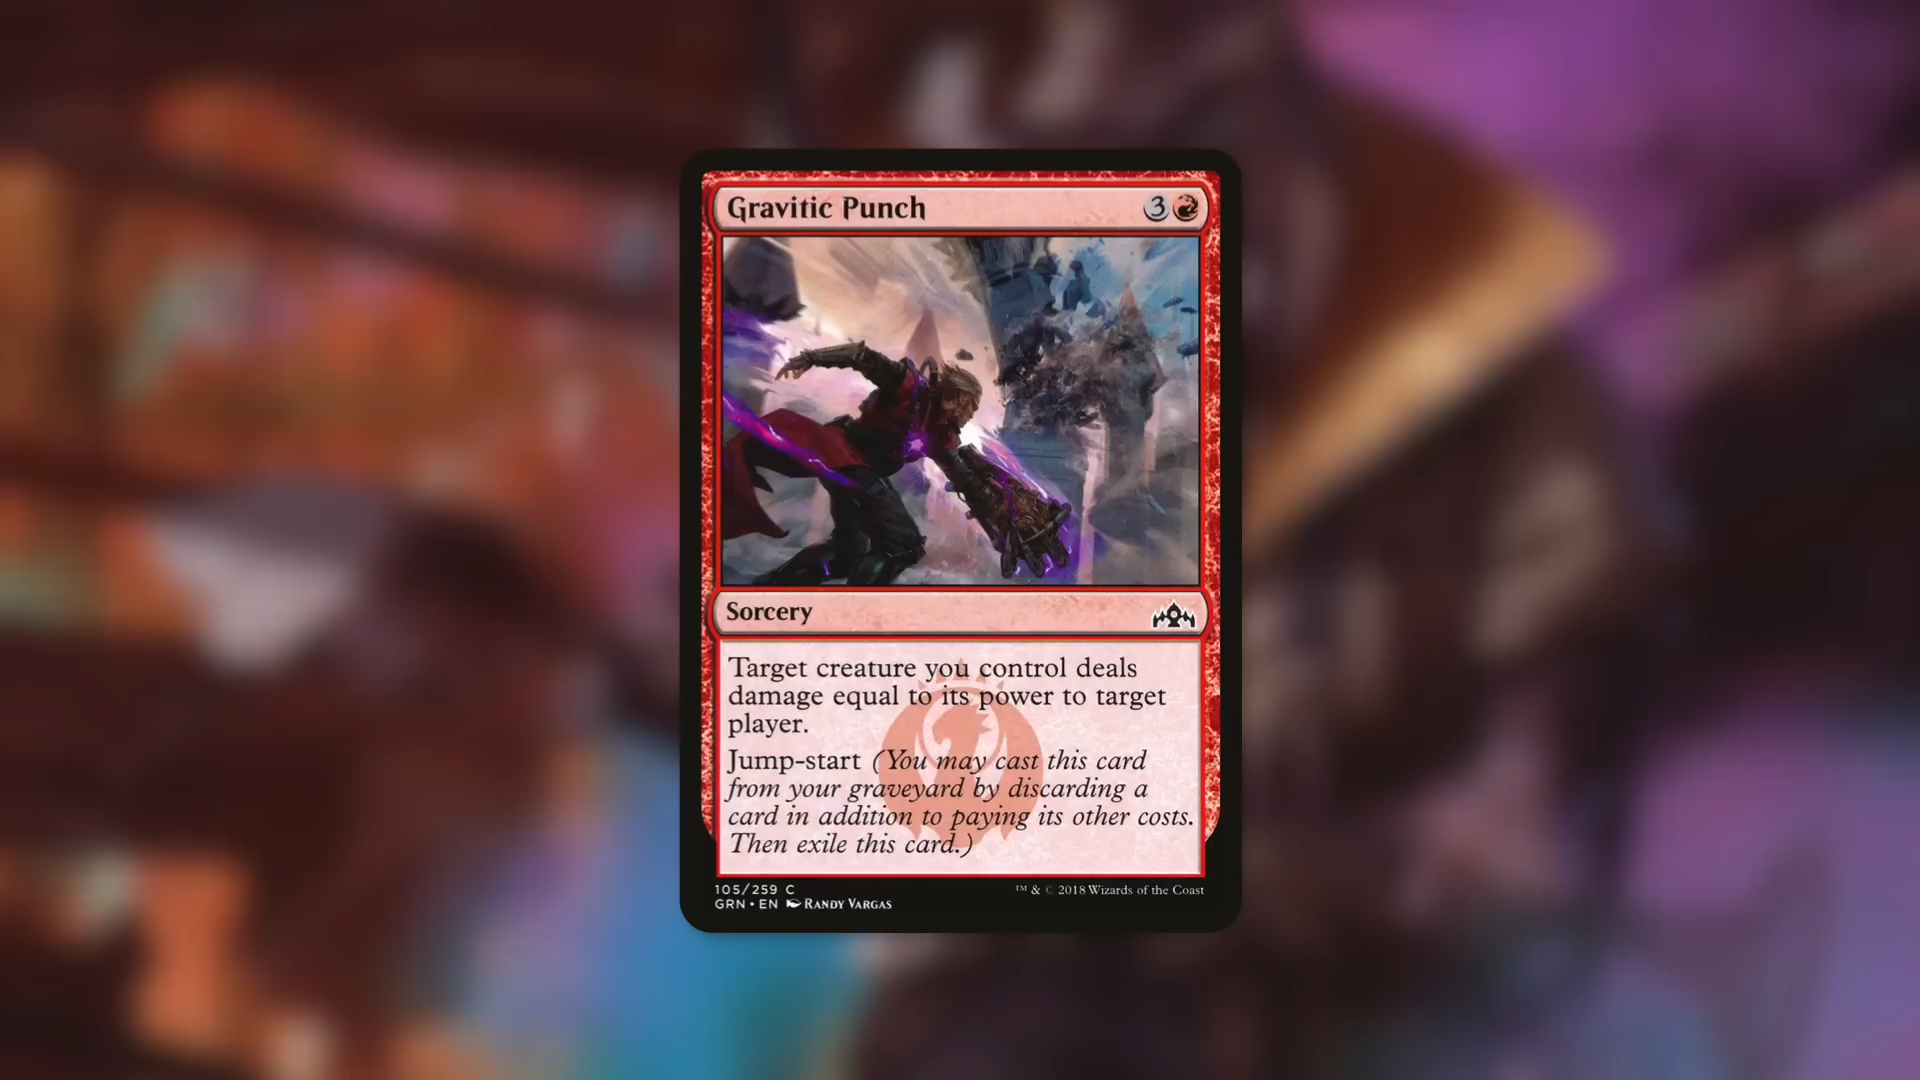 Gravitic Punch 3
Sorcery
Target creature you control deals
damage equal to its power to target
player.
Jump-start (You may cast this card
from your graveyard by discarding a
card in addition to paying its other costs.
Then exile this card.)
105/259 C
™ & © 2018 Wizards of the Coast
GRN • EN RANDY VARGAS